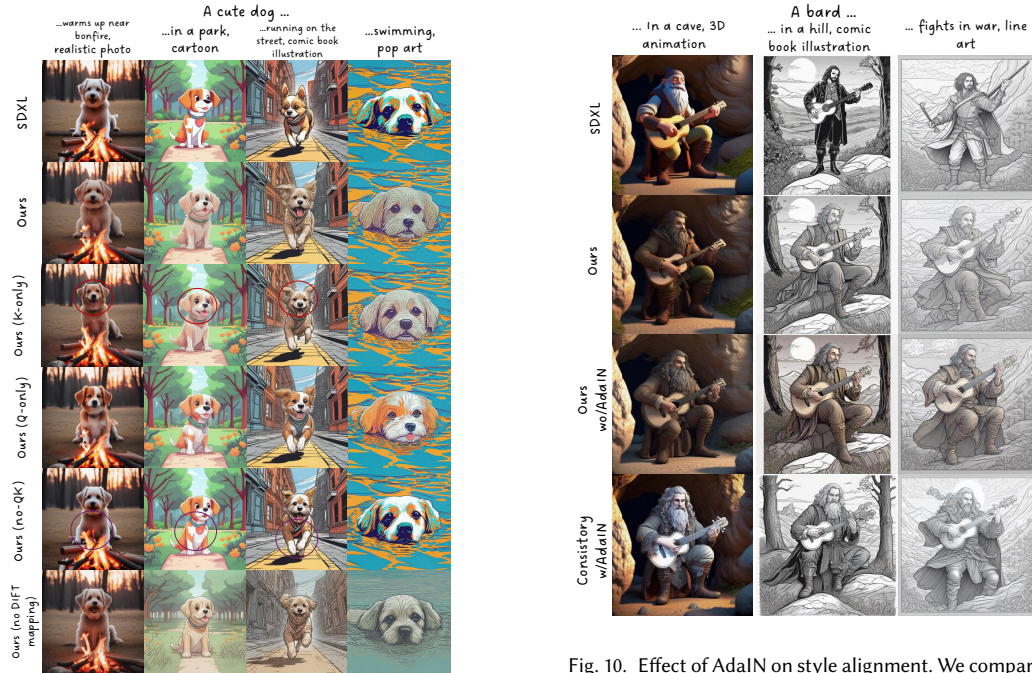 A cute dog ...
...warms up near
bonfire,
realistic photo
...in a park,
cartoon
...running on the
street, comic book
illustration
...swimming,
pop art
SDXL
Ours
Ours (K-only)
Ours (Q-only)
Ours (no-QK)
Ours (no DIFT
mapping)
A bard ...
... In a cave, 3D
animation
... in a hill, comic
book illustration
... fights in war, line
art
SDXL
Ours
Ours
wo/AdaIN
Consistory
w/AdaIN
Fig. 10. Effect of AdaIN on style alignment. We compar